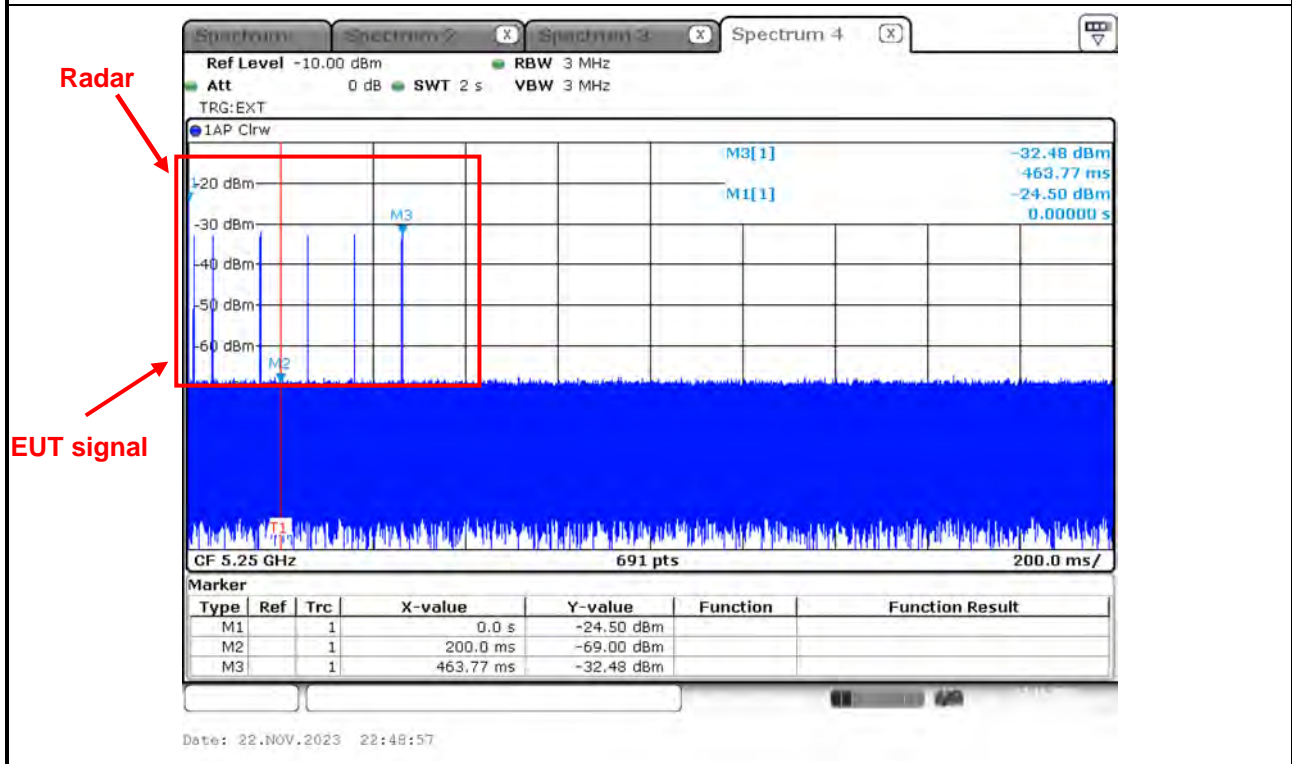 Spectrum Spectrum 2 X Spectrum 3 X Spectrum 4 X
Radar
Ref Level -10.00 dBm RBW 3 MHz
Att 0 dB SWT 2 s VBW 3 MHz
TRG:EXT
1AP Clrw
M3[1] -32.48 dBm
463.77 ms
-20 dBm
M1[1] -24.50 dBm
0.00000 s
M3
-30 dBm
-40 dBm
-50 dBm
-60 dBm
M2
EUT signal
T1
CF 5.25 GHz 691 pts 200.0 ms/
Marker
Type Ref Trc X-value Y-value Function Function Result
M1 1 0.0 s -24.50 dBm
M2 1 200.0 ms -69.00 dBm
M3 1 463.77 ms -32.48 dBm
Date: 22.NOV.2023 22:48:57